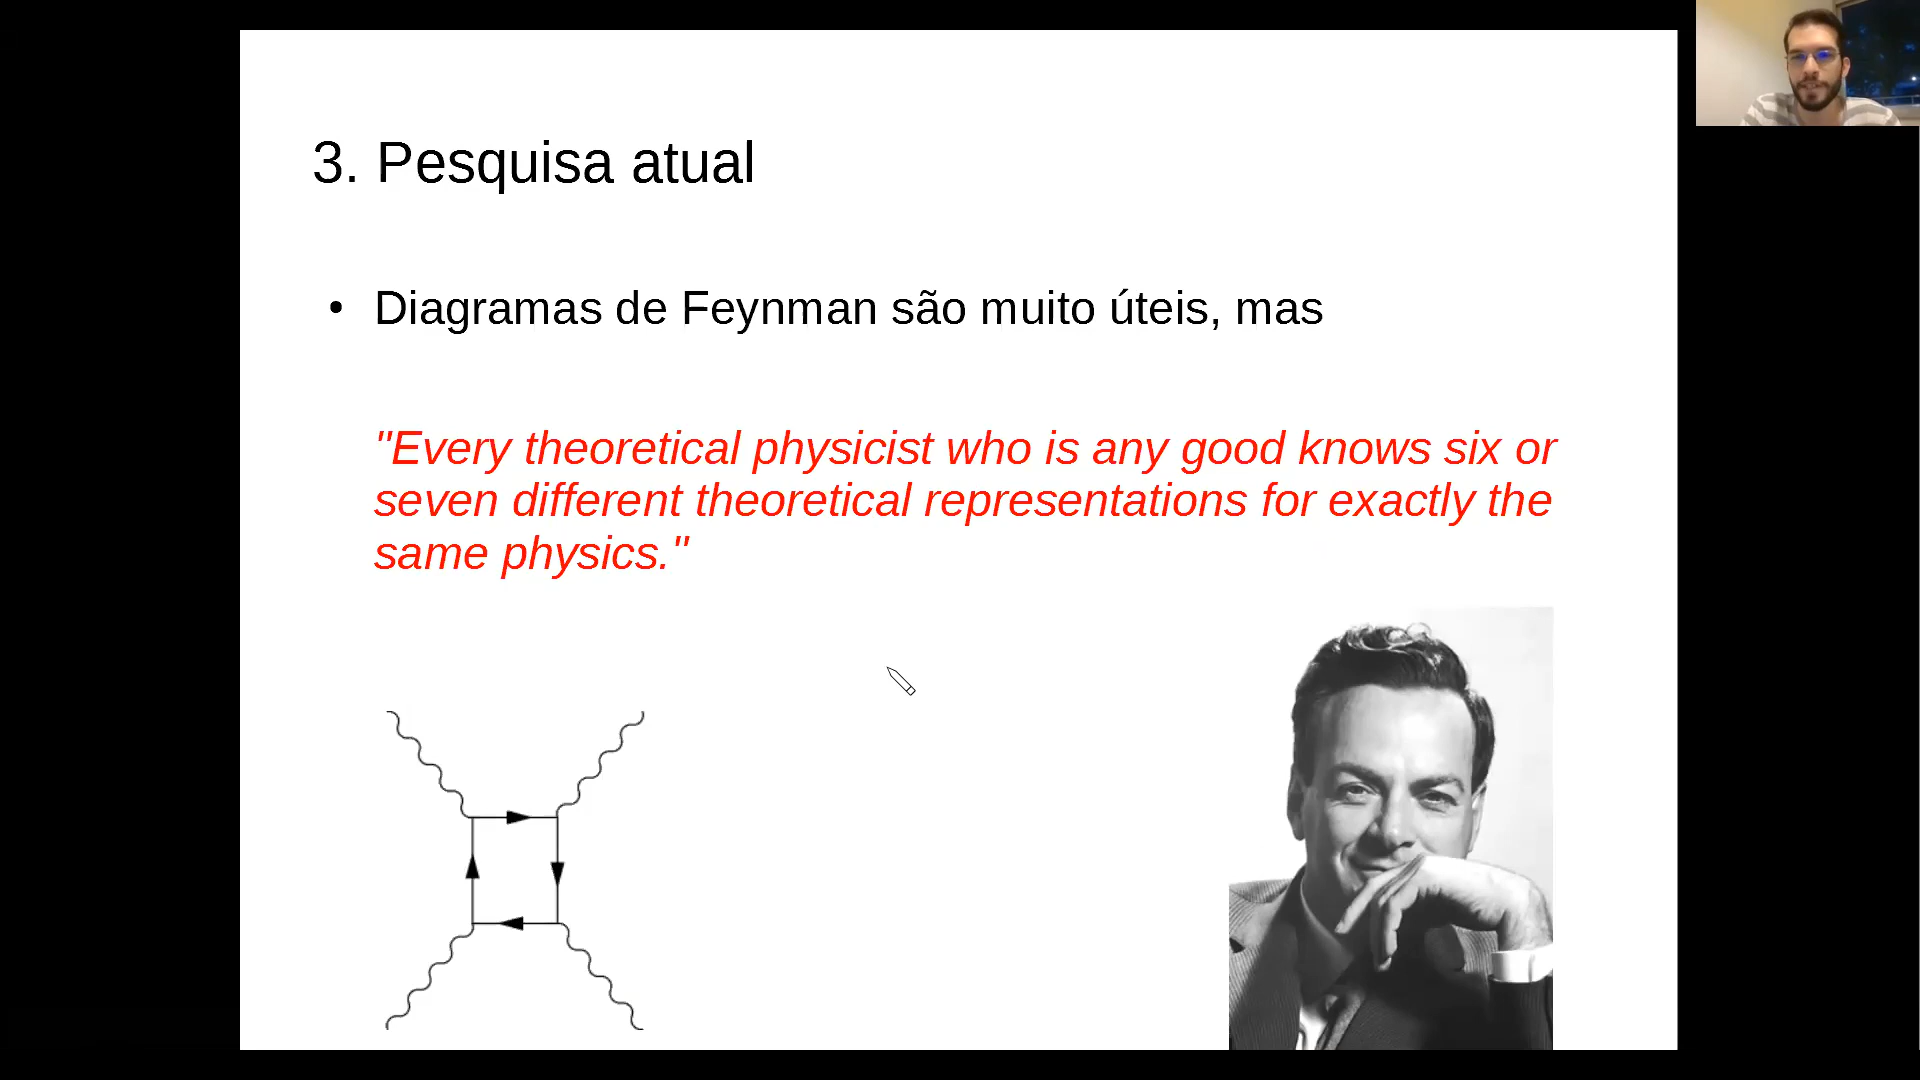 3. Pesquisa atual
• Diagramas de Feynman são muito úteis, mas
"Every theoretical physicist who is any good knows six or
seven different theoretical representations for exactly the
same physics."